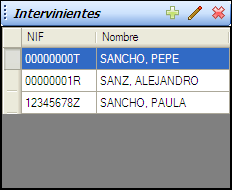 Intervinientes
NIF Nombre
00000000T SANCHO, PEPE
00000001R SANZ, ALEJANDRO
12345678Z SANCHO, PAULA